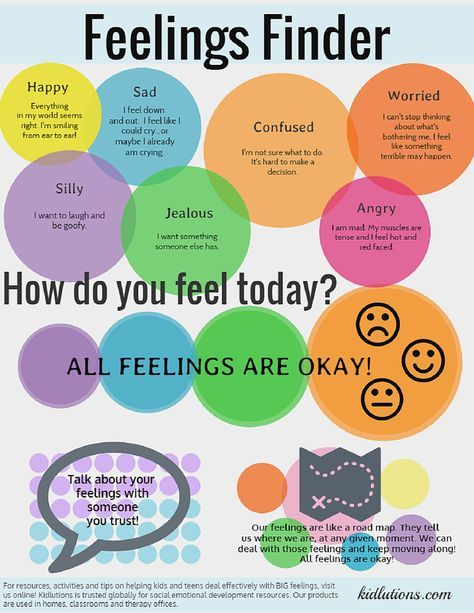 Feelings Finder
Happy
Everything
in my world seems
right. I'm smiling
from ear to ear!
Sad
I feel down
and out. I feel like I
could cry...or
maybe I already
am crying.
Confused
I'm not sure what to do.
It's hard to make a
decision.
Worried
I can't stop thinking
about what's
bothering me. I feel
like something
terrible may happen.
Silly
I want to laugh and
be goofy.
Jealous
I want something
someone else has.
Angry
I am mad. My muscles are
tense and I feel hot and
red faced.
How do you feel today?
ALL FEELINGS ARE OKAY!
Talk about your
feelings with
someone
you trust!
Our feelings are like a road map. They tell
us where we are, at any given moment. We can
deal with those feelings and keep moving along!
All feelings are okay!
For resources, activities and tips on helping kids and teens deal effectively with BIG feelings, visit
us online! Kidlutions is trusted globally for social emotional development resources. Our products
are used in homes, classrooms and therapy offices.
kidlutions.com